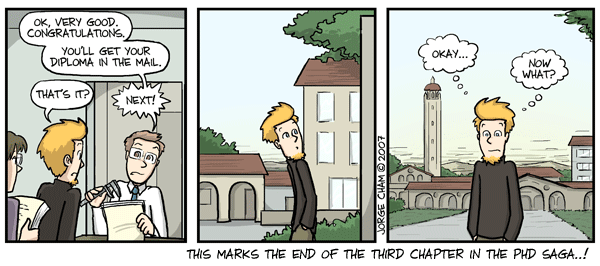 OK, VERY GOOD.
CONGRATULATIONS.
YOU'LL GET YOUR
DIPLOMA IN THE MAIL.
THAT'S IT?
NEXT!
OKAY...
NOW
WHAT?
JORGE CHAM © 2007
THIS MARKS THE END OF THE THIRD CHAPTER IN THE PHD SAGA..!